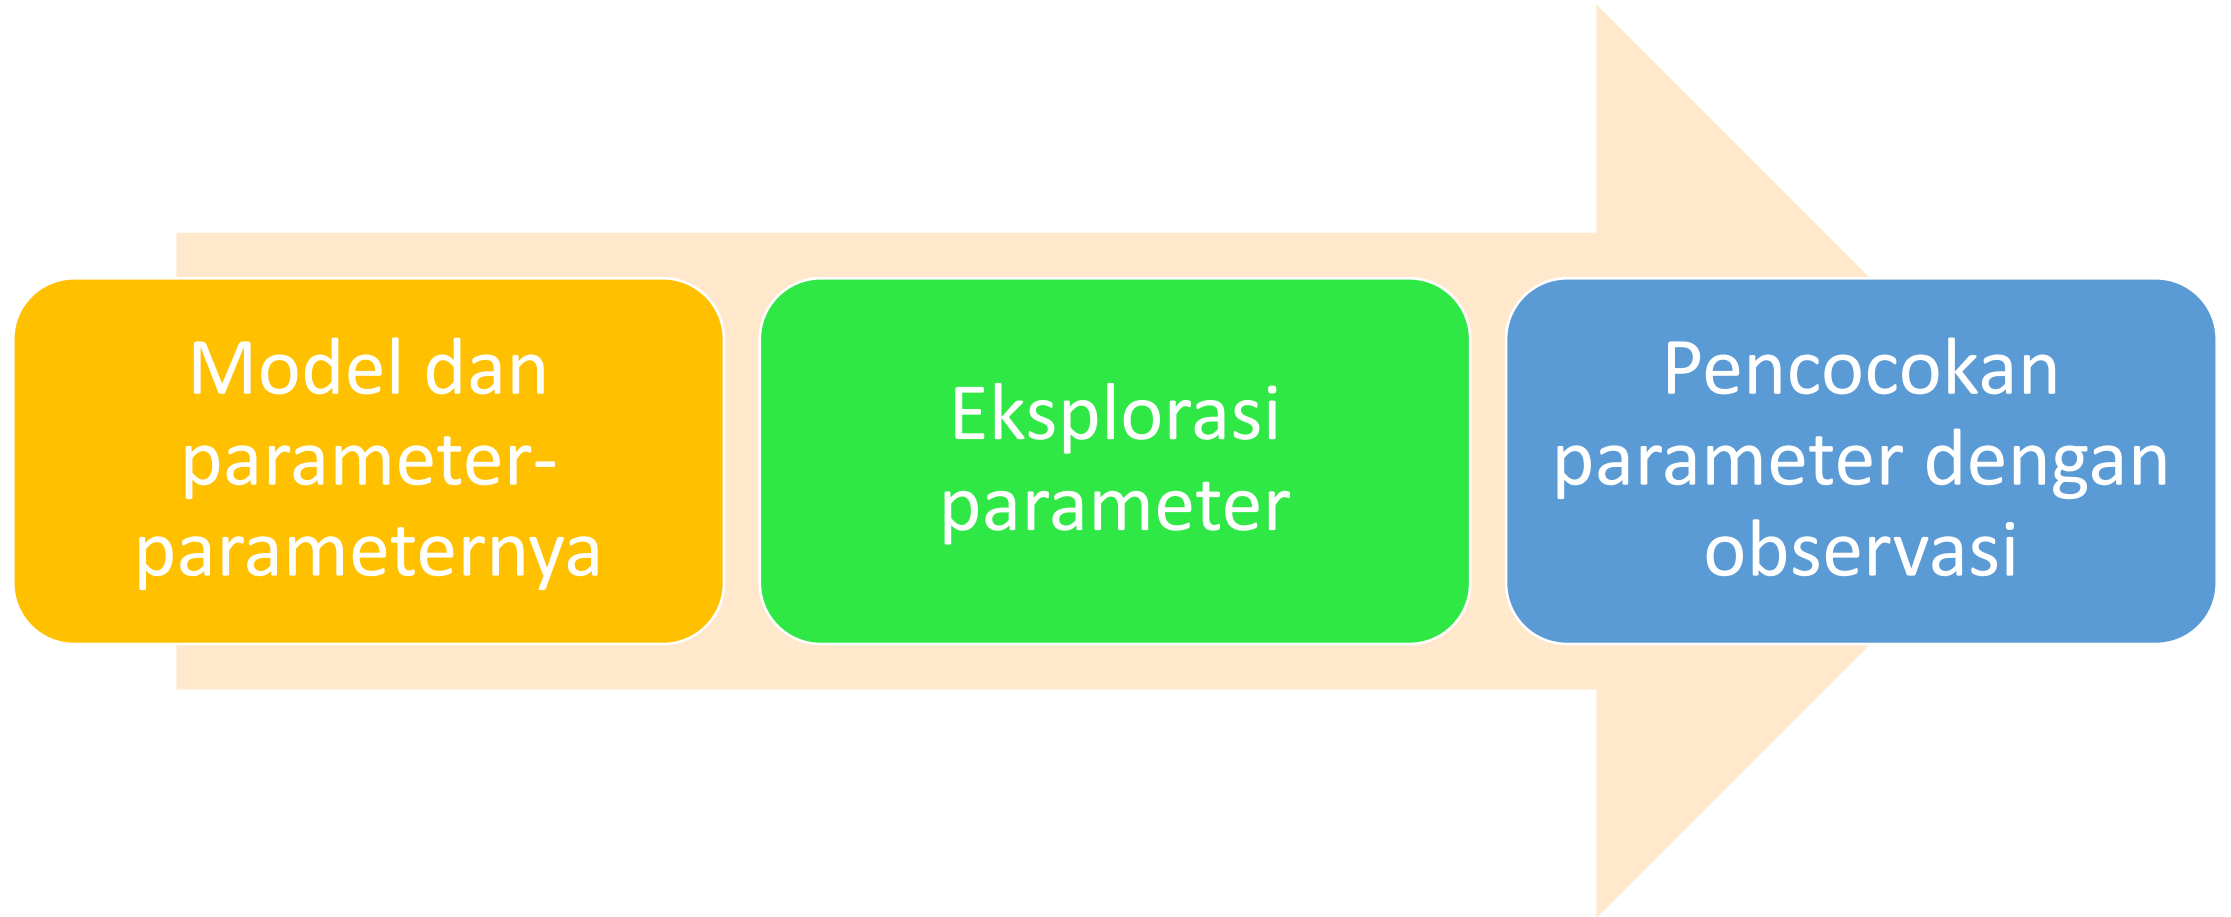 Model dan
parameter-
parameternya
Eksplorasi
parameter
Pencocokan
parameter dengan
observasi